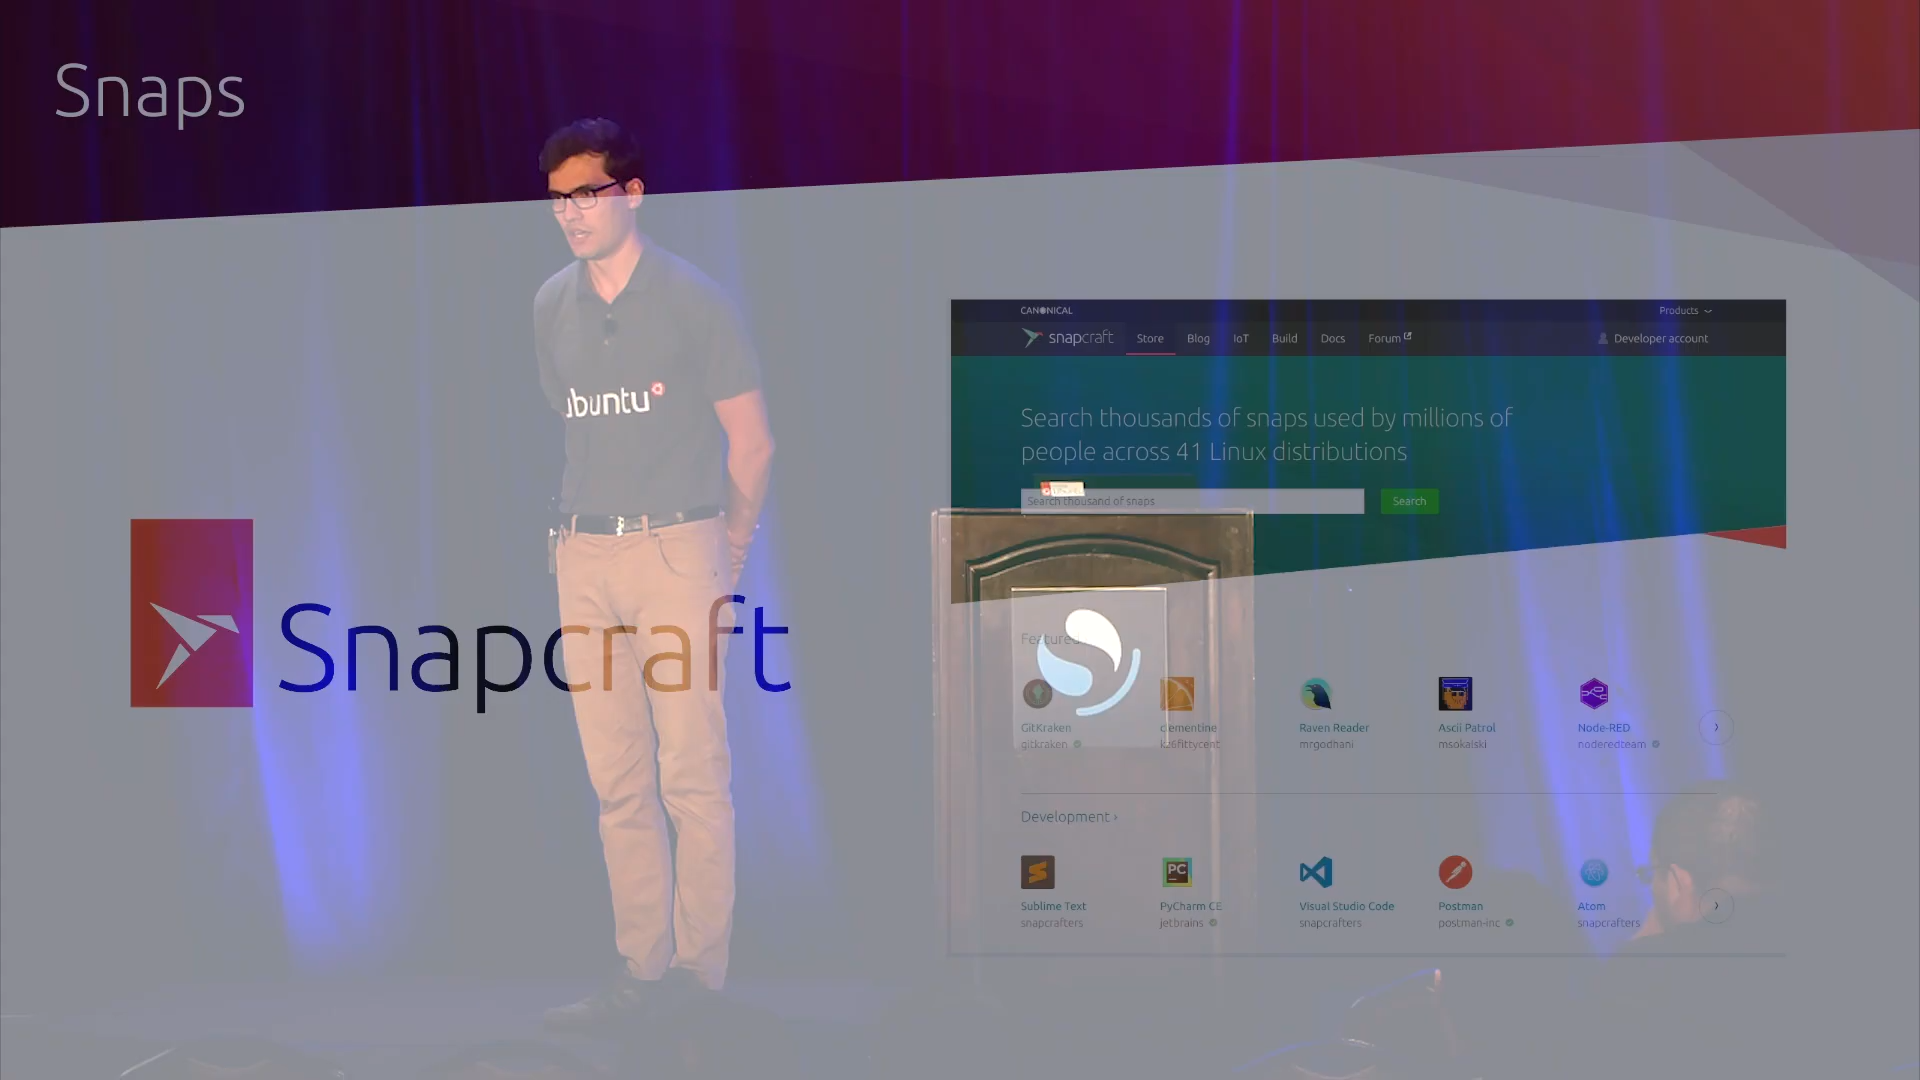 Snaps
ubuntu
Snapcraft
CANONICAL
Products
snapcraft
Store
Blog
IoT
Build
Docs
Forum
Developer account
Search thousands of snaps used by millions of
people across 41 Linux distributions
Search thousand of snaps
Search
Featured
GitKraken
clementine
Raven Reader
Ascii Patrol
Node-RED
gitkraken
mrgodhani
msokalski
noderedteam
Development ›
Sublime Text
PyCharm CE
Visual Studio Code
Postman
Atom
snapcrafters
jetbrains
snapcrafters
postman-inc
snapcrafters